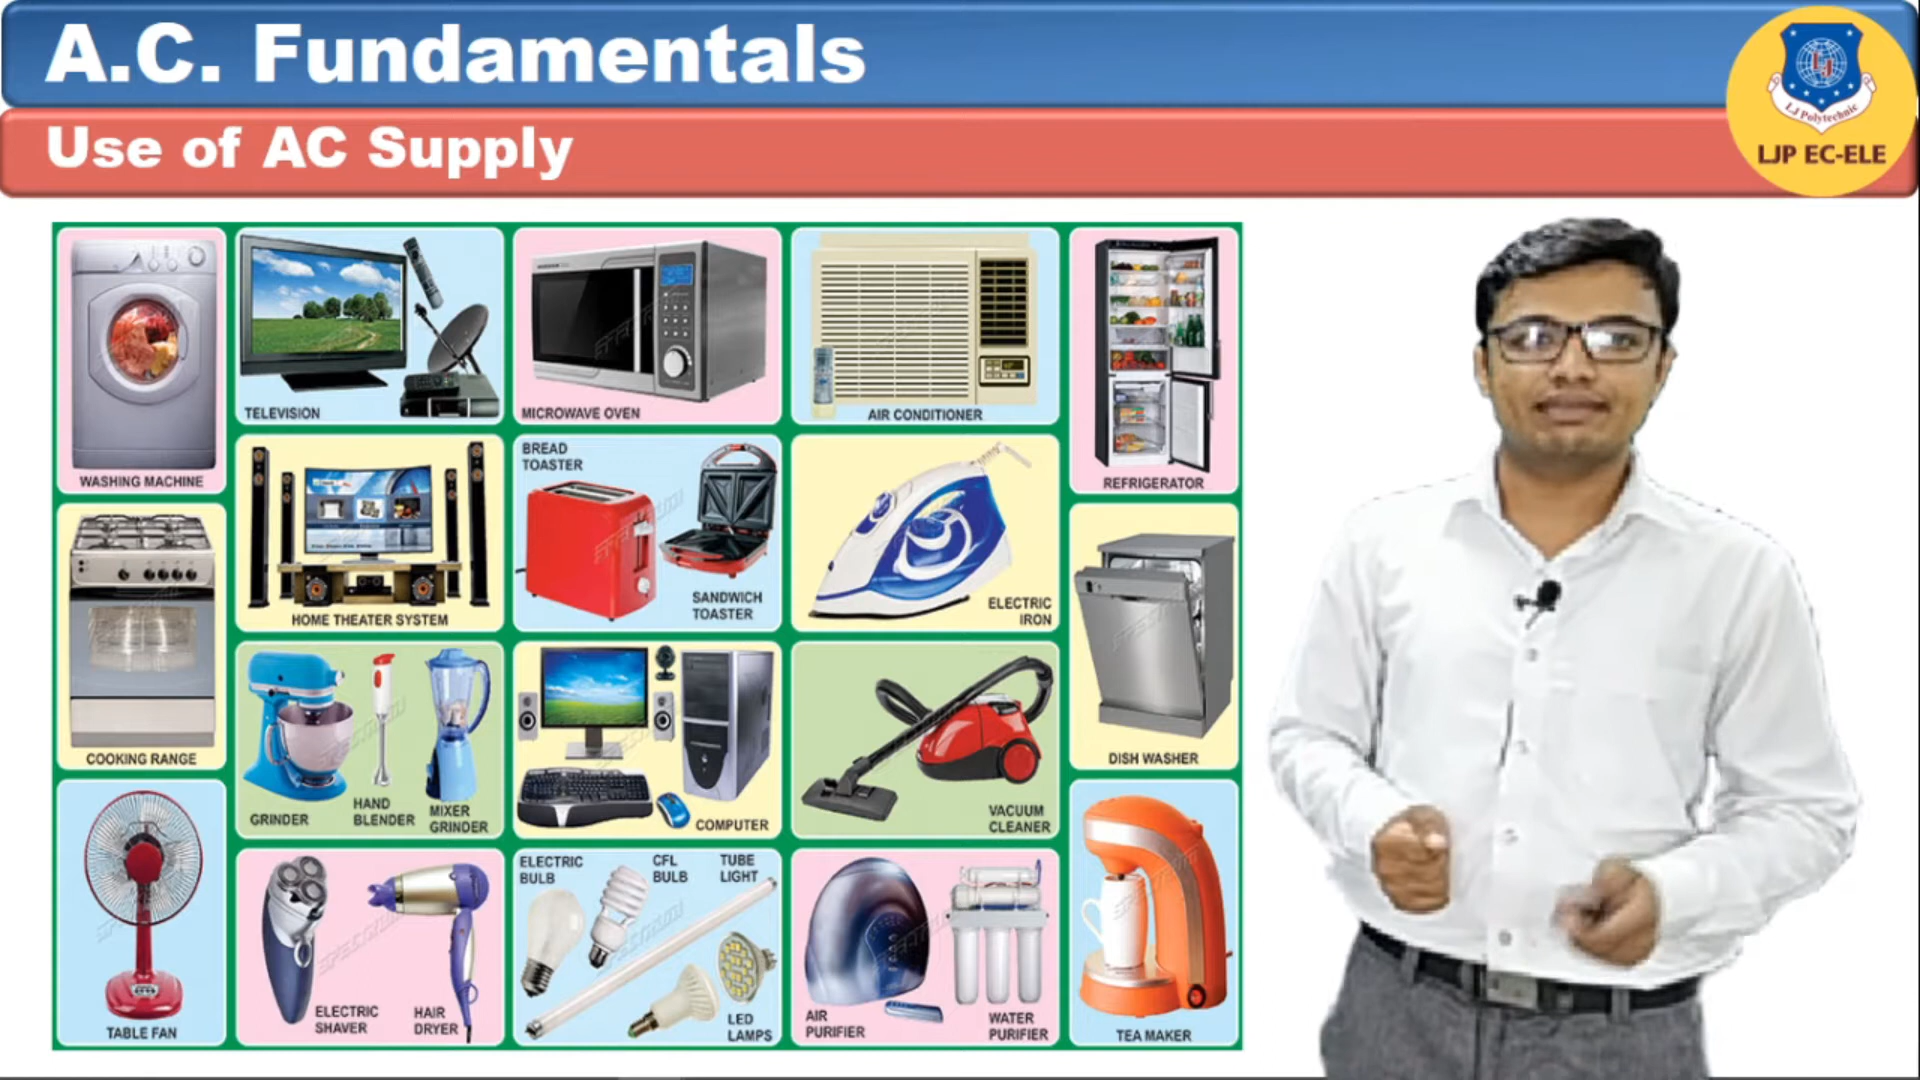 A.C. Fundamentals
Use of AC Supply
LJ
LJ Polytechnic
LJP EC-ELE
WASHING MACHINE
TELEVISION
MICROWAVE OVEN
AIR CONDITIONER
REFRIGERATOR
COOKING RANGE
HOME THEATER SYSTEM
BREAD
TOASTER
SANDWICH
TOASTER
ELECTRIC
IRON
DISH WASHER
GRINDER
HAND
BLENDER
MIXER
GRINDER
COMPUTER
VACUUM
CLEANER
TABLE FAN
ELECTRIC
SHAVER
HAIR
DRYER
ELECTRIC
BULB
CFL
BULB
TUBE
LIGHT
LED
LAMPS
AIR
PURIFIER
WATER
PURIFIER
TEA MAKER
SPECTRUM